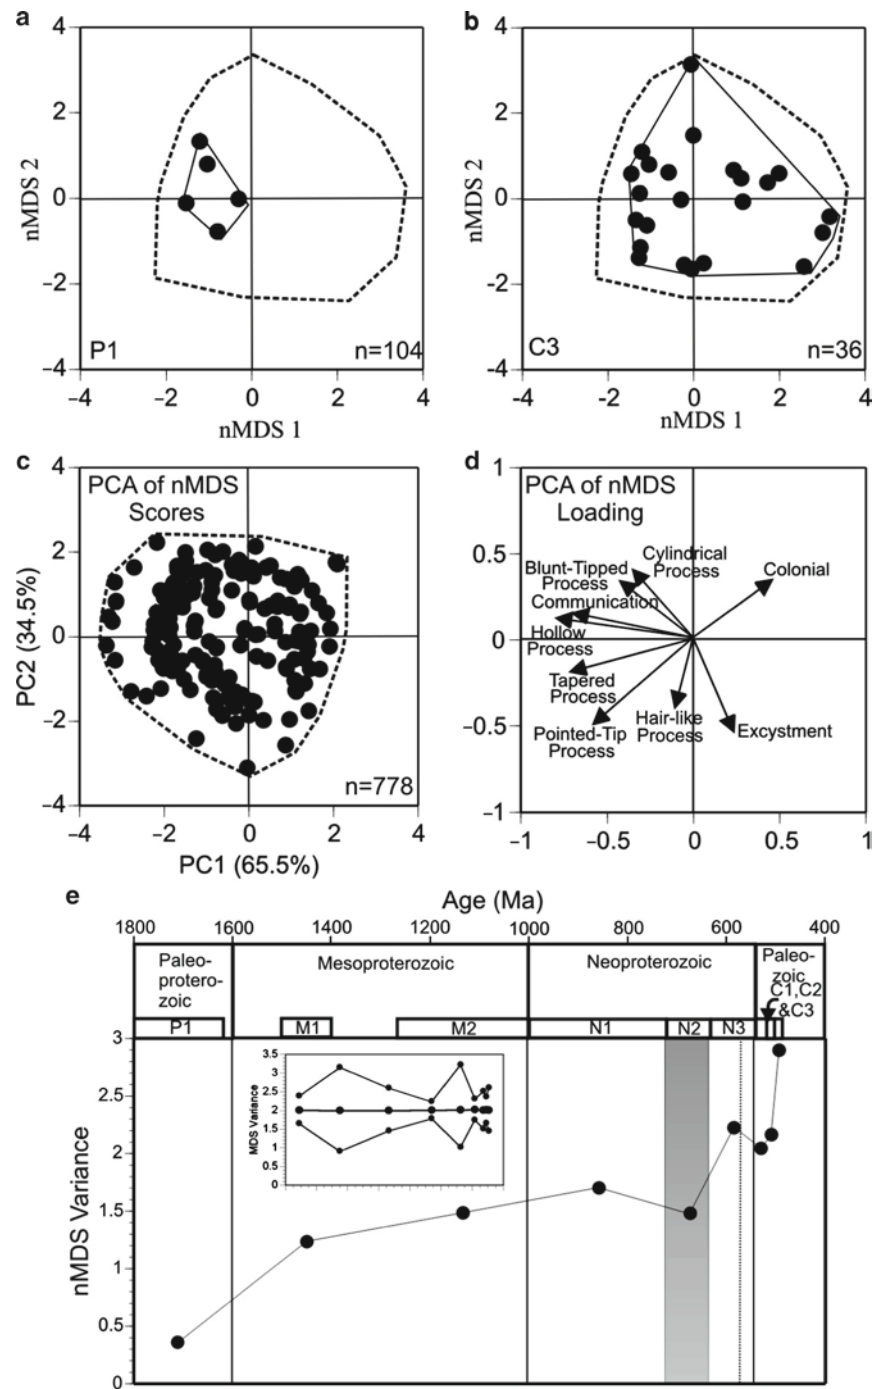 a
4
2
0
−2
−4
nMDS 2
P1
n=104
−4
−2
0
2
4
nMDS 1
b
4
2
0
−2
−4
nMDS 2
C3
n=36
-4
-2
0
2
4
nMDS 1
c
4
2
0
−2
−4
PC2 (34.5%)
PCA of nMDS
Scores
n=778
−4
−2
0
2
4
PC1 (65.5%)
d
1
0.5
0
−0.5
−1
PCA of nMDS
Loading
Cylindrical
Process
Blunt-Tipped
Process
Colonial
Communication
Hollow
Process
Tapered
Process
Pointed-Tip
Process
Hair-like
Process
Excystment
−1
−0.5
0
0.5
1
e
Age (Ma)
1800
1600
1400
1200
1000
800
600
400
Paleo-
proterozo-
zoic
Mesoproterozoic
Neoproterozoic
Paleo-
zoic
C1,C2
&C3
P1
M1
M2
N1
N2
N3
3
2.5
2
1.5
1
0.5
0
nMDS Variance
3.5
3
2.5
2
1.5
1
0.5
0
MDS Variance